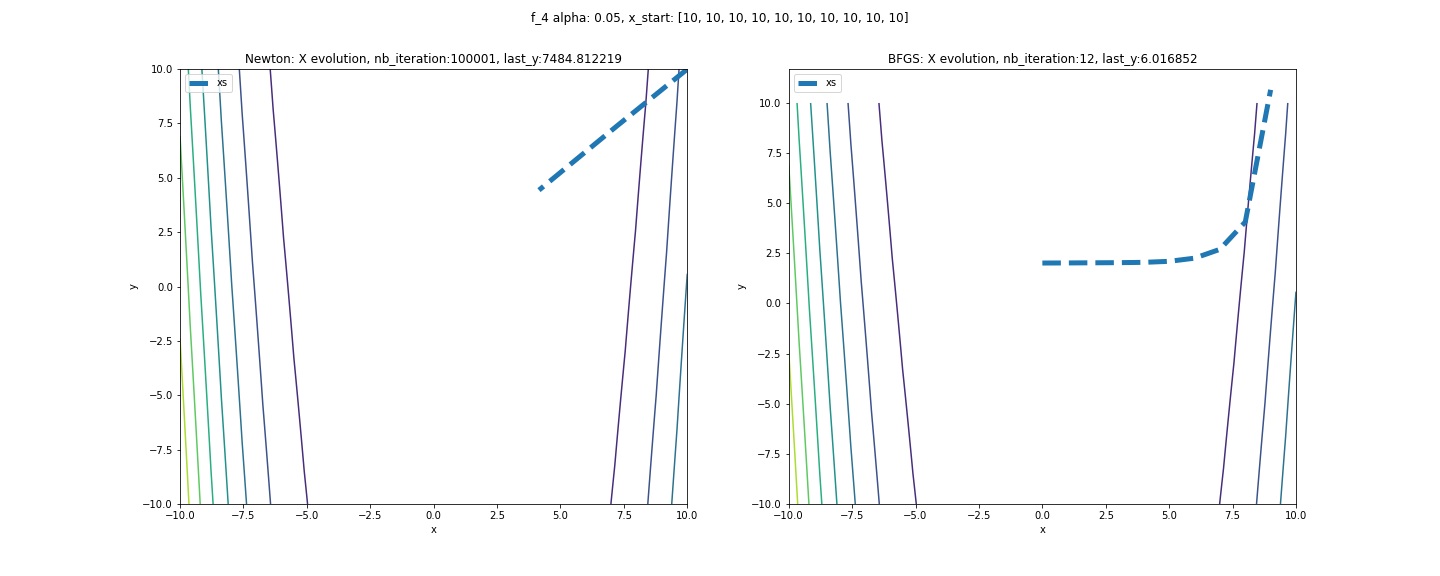 f_4 alpha: 0.05, x_start: [10, 10, 10, 10, 10, 10, 10, 10, 10, 10]
Newton: X evolution, nb_iteration:100001, last_y:7484.812219
xs
10.0
7.5
5.0
2.5
0.0
−2.5
−5.0
−7.5
−10.0
y
−10.0 −7.5 −5.0 −2.5 0.0 2.5 5.0 7.5 10.0
x
BFGS: X evolution, nb_iteration:12, last_y:6.016852
xs
10.0
7.5
5.0
2.5
0.0
−2.5
−5.0
−7.5
−10.0
y
−10.0 −7.5 −5.0 −2.5 0.0 2.5 5.0 7.5 10.0
x